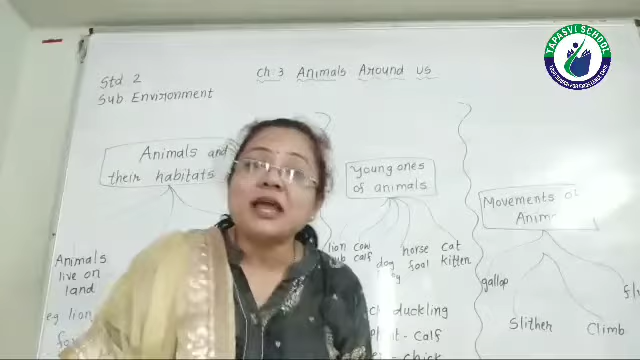 TAPASVI SCHOOL
Std 2
Sub Environment
Ch:3 Animals Around us
Animals and
their habitats
Animals
live on
land
eg lion
young ones
of animals
lion cow dog horse Cat
calf foal kitten
duckling
Calf
chick
Movements of
gallop
Slither
Climb